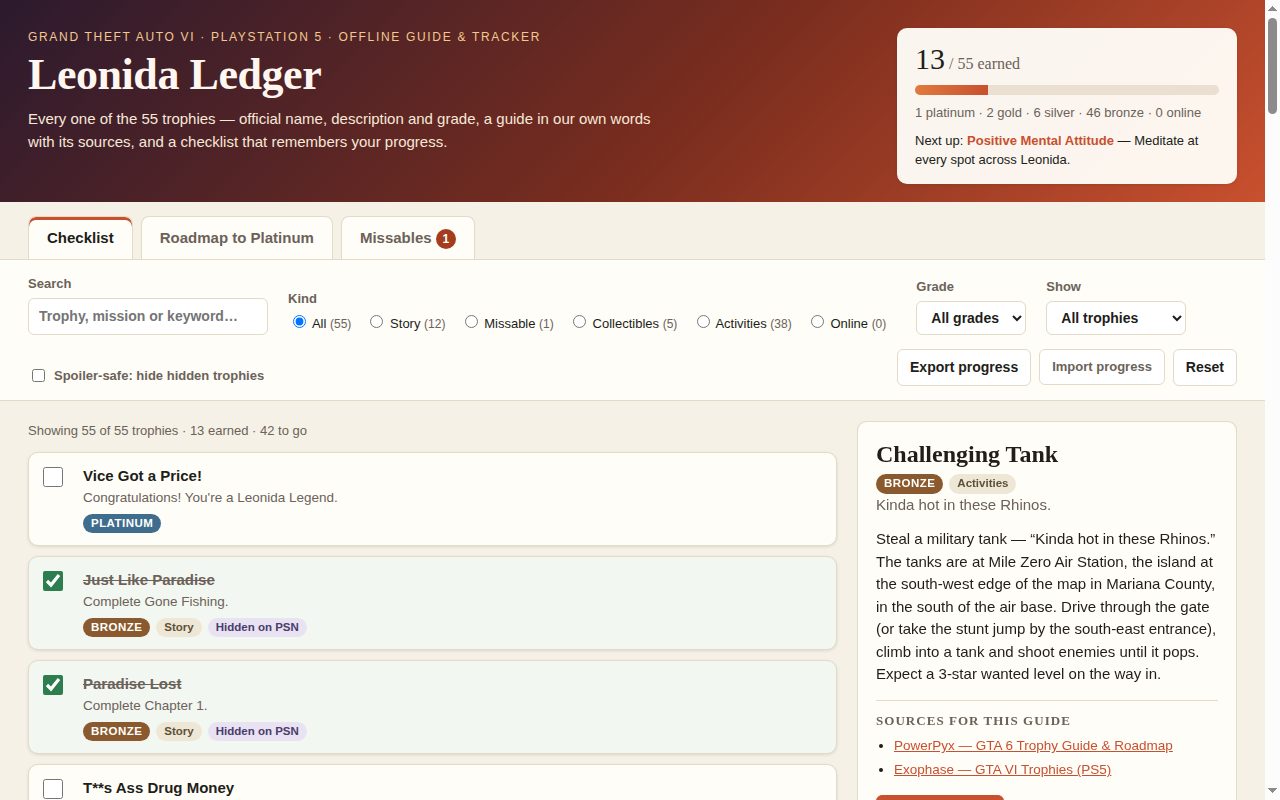 GRAND THEFT AUTO VI · PLAYSTATION 5 · OFFLINE GUIDE & TRACKER
Leonida Ledger
Every one of the 55 trophies — official name, description and grade, a guide in our own words
with its sources, and a checklist that remembers your progress.
13 / 55 earned
1 platinum · 2 gold · 6 silver · 46 bronze · 0 online
Next up: Positive Mental Attitude — Meditate at
every spot across Leonida.
Checklist
Roadmap to Platinum
Missables 1
Search
Trophy, mission or keyword…
Kind
All (55)
Story (12)
Missable (1)
Collectibles (5)
Activities (38)
Online (0)
Grade
All grades
Show
All trophies
Spoiler-safe: hide hidden trophies
Export progress
Import progress
Reset
Showing 55 of 55 trophies · 13 earned · 42 to go
Vice Got a Price!
Congratulations! You're a Leonida Legend.
PLATINUM
Just Like Paradise
Complete Gone Fishing.
BRONZE Story Hidden on PSN
Paradise Lost
Complete Chapter 1.
BRONZE Story Hidden on PSN
T**s Ass Drug Money
Challenging Tank
BRONZE Activities
Kinda hot in these Rhinos.
Steal a military tank — “Kinda hot in these Rhinos.”
The tanks are at Mile Zero Air Station, the island at
the south-west edge of the map in Mariana County,
in the south of the air base. Drive through the gate
(or take the stunt jump by the south-east entrance),
climb into a tank and shoot enemies until it pops.
Expect a 3-star wanted level on the way in.
SOURCES FOR THIS GUIDE
• PowerPyx — GTA 6 Trophy Guide & Roadmap
• Exophase — GTA VI Trophies (PS5)